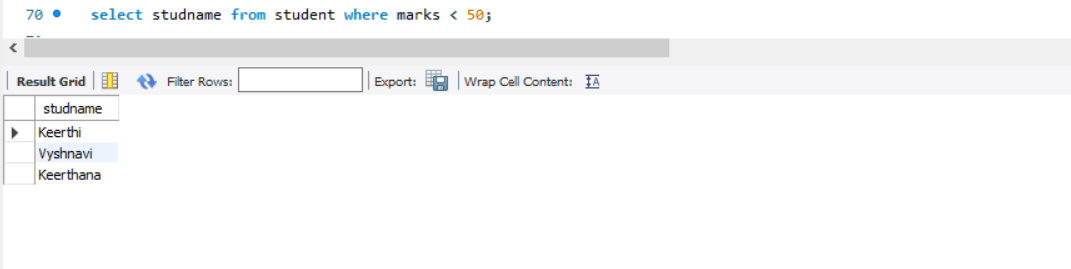 70 select studname from student where marks < 50;
Result Grid Filter Rows: Export: Wrap Cell Content: IA
studname
Keerthi
Vyshnavi
Keerthana